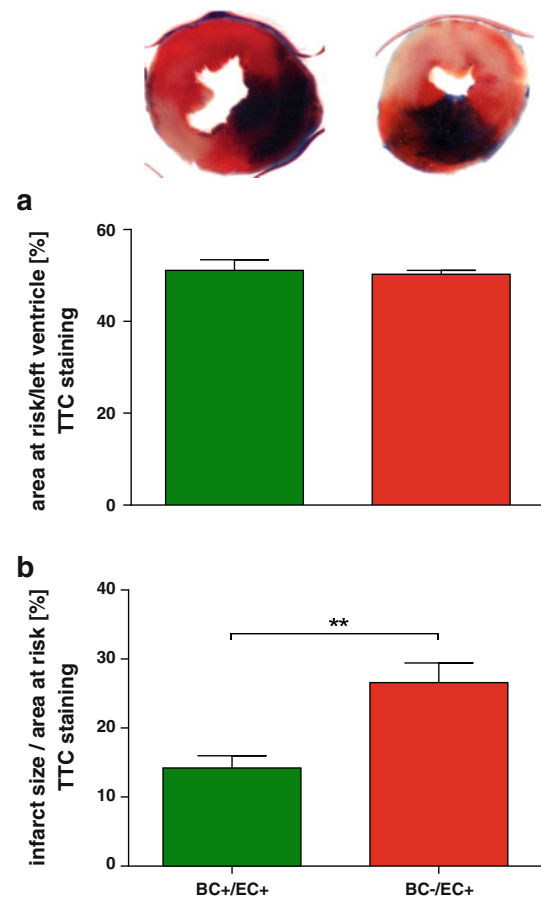 a
area at risk/left ventricle [%]
TTC staining
60
40
20
0
b
infarct size / area at risk [%]
TTC staining
40
30
20
10
0
**
BC+/EC+
BC-/EC+